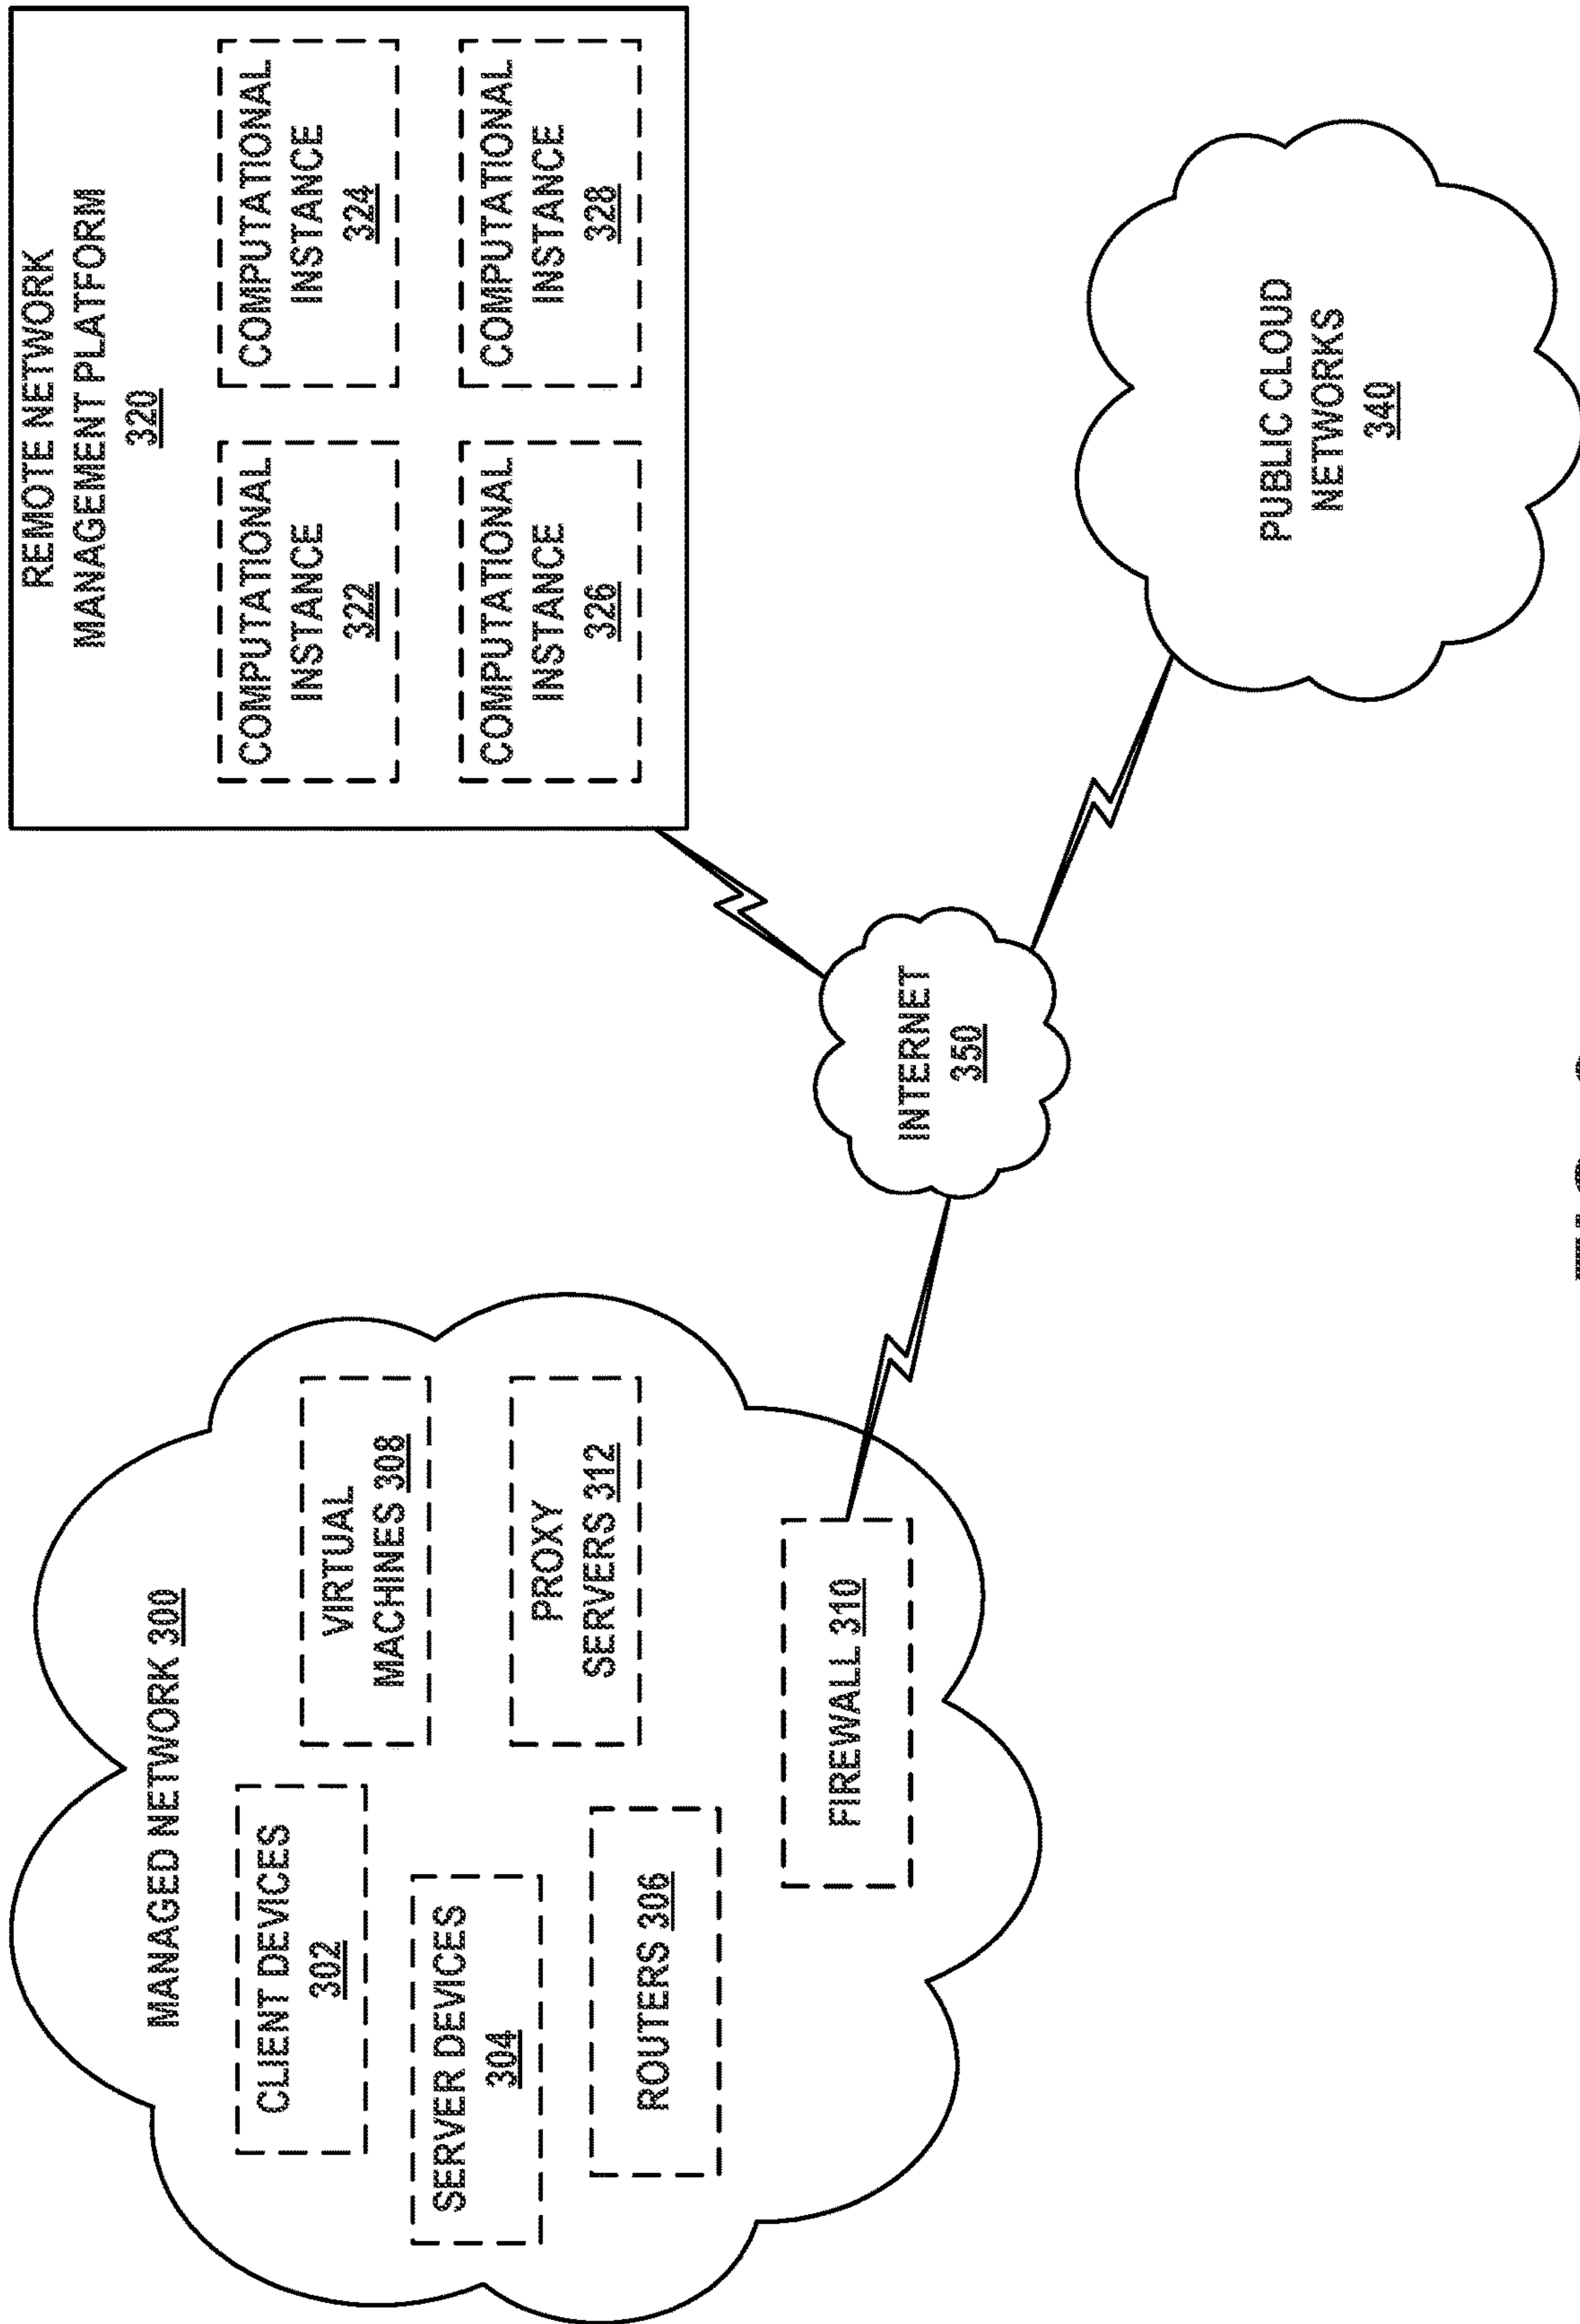 MANAGED NETWORK 300
CLIENT DEVICES
302
SERVER DEVICES
304
ROUTERS 306
VIRTUAL
MACHINES 308
PROXY
SERVERS 312
FIREWALL 310
INTERNET
350
REMOTE NETWORK
MANAGEMENT PLATFORM
320
COMPUTATIONAL
INSTANCE
322
COMPUTATIONAL
INSTANCE
324
COMPUTATIONAL
INSTANCE
326
COMPUTATIONAL
INSTANCE
328
PUBLIC CLOUD
NETWORKS
340